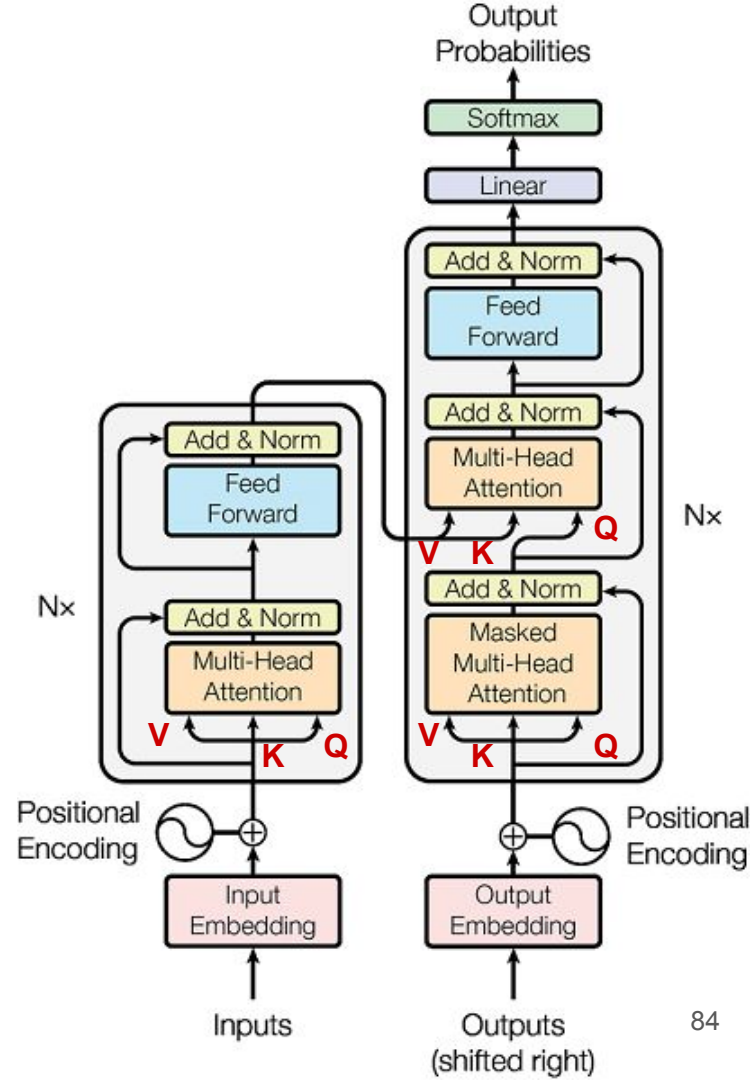 Output
Probabilities
Softmax
Linear
Add & Norm
Feed
Forward
Add & Norm
Multi-Head
Attention
V K Q
Nx
Add & Norm
Masked
Multi-Head
Attention
V K Q
Positional
Encoding
Output
Embedding
Outputs
(shifted right)
Add & Norm
Feed
Forward
Nx
Add & Norm
Multi-Head
Attention
V K Q
Positional
Encoding
Input
Embedding
Inputs
84